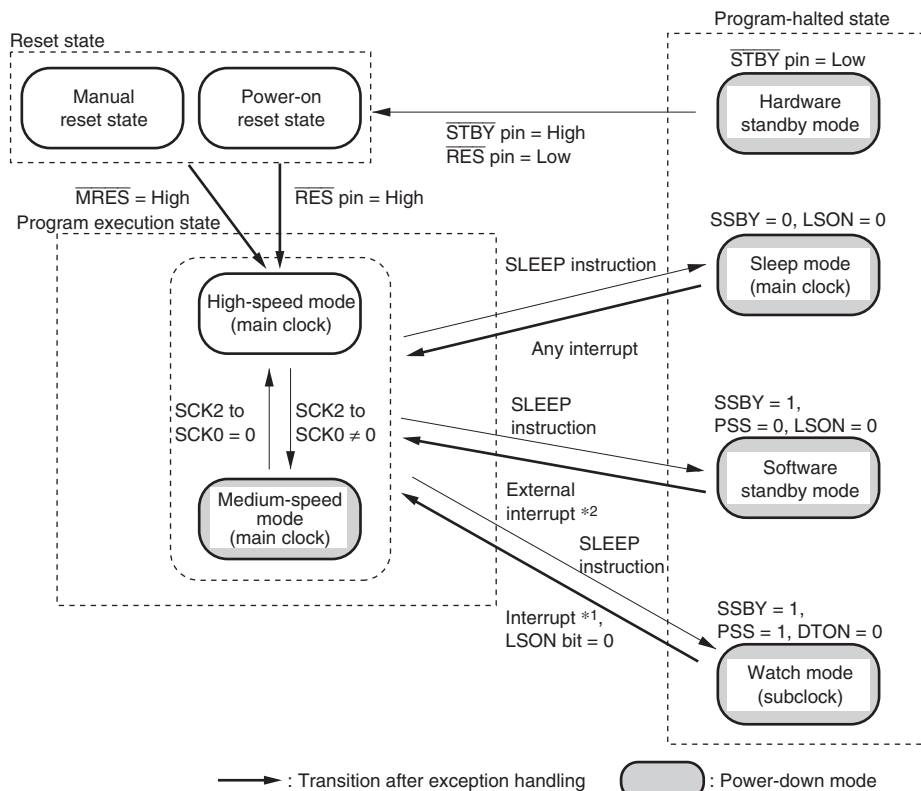 Program-halted state
Reset state
Manual
reset state
Power-on
reset state
STBY pin = Low
Hardware
standby mode
STBY pin = High
RES pin = Low
MRES = High
RES pin = High
Program execution state
SSBY = 0, LSON = 0
Sleep mode
(main clock)
SLEEP instruction
Any interrupt
High-speed mode
(main clock)
SCK2 to
SCK0 = 0
SCK2 to
SCK0 ≠ 0
Medium-speed
mode
(main clock)
SLEEP
instruction
SSBY = 1,
PSS = 0, LSON = 0
Software
standby mode
External
interrupt *2
SLEEP
instruction
Interrupt *1,
LSON bit = 0
SSBY = 1,
PSS = 1, DTON = 0
Watch mode
(subclock)
: Transition after exception handling
: Power-down mode